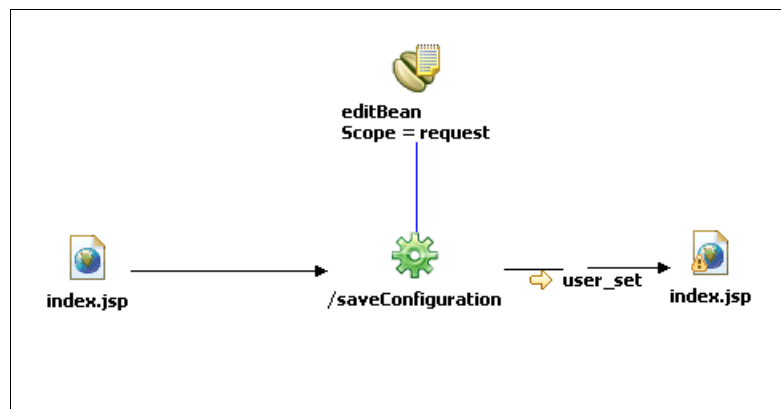 editBean
Scope = request
index.jsp
/saveConfiguration
user_set
index.jsp